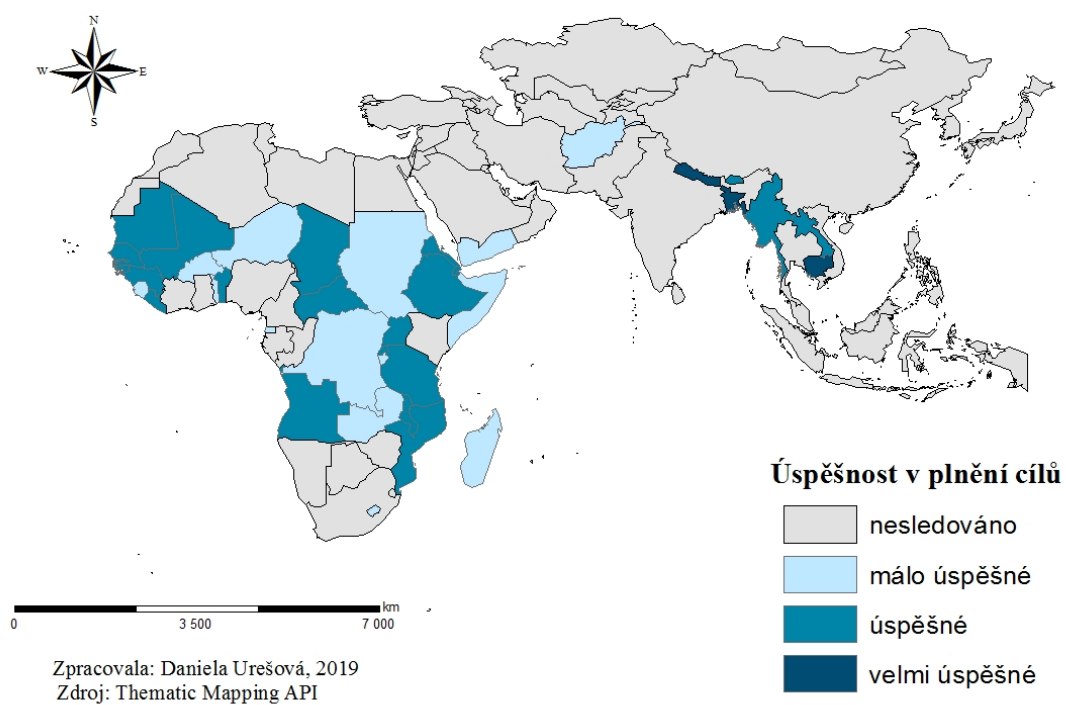 N
W E
S
Úspěšnost v plnění cílů
nesledováno
málo úspěšné
úspěšné
velmi úspěšné
km
0 3 500 7 000
Zpracovala: Daniela Urešová, 2019
Zdroj: Thematic Mapping API